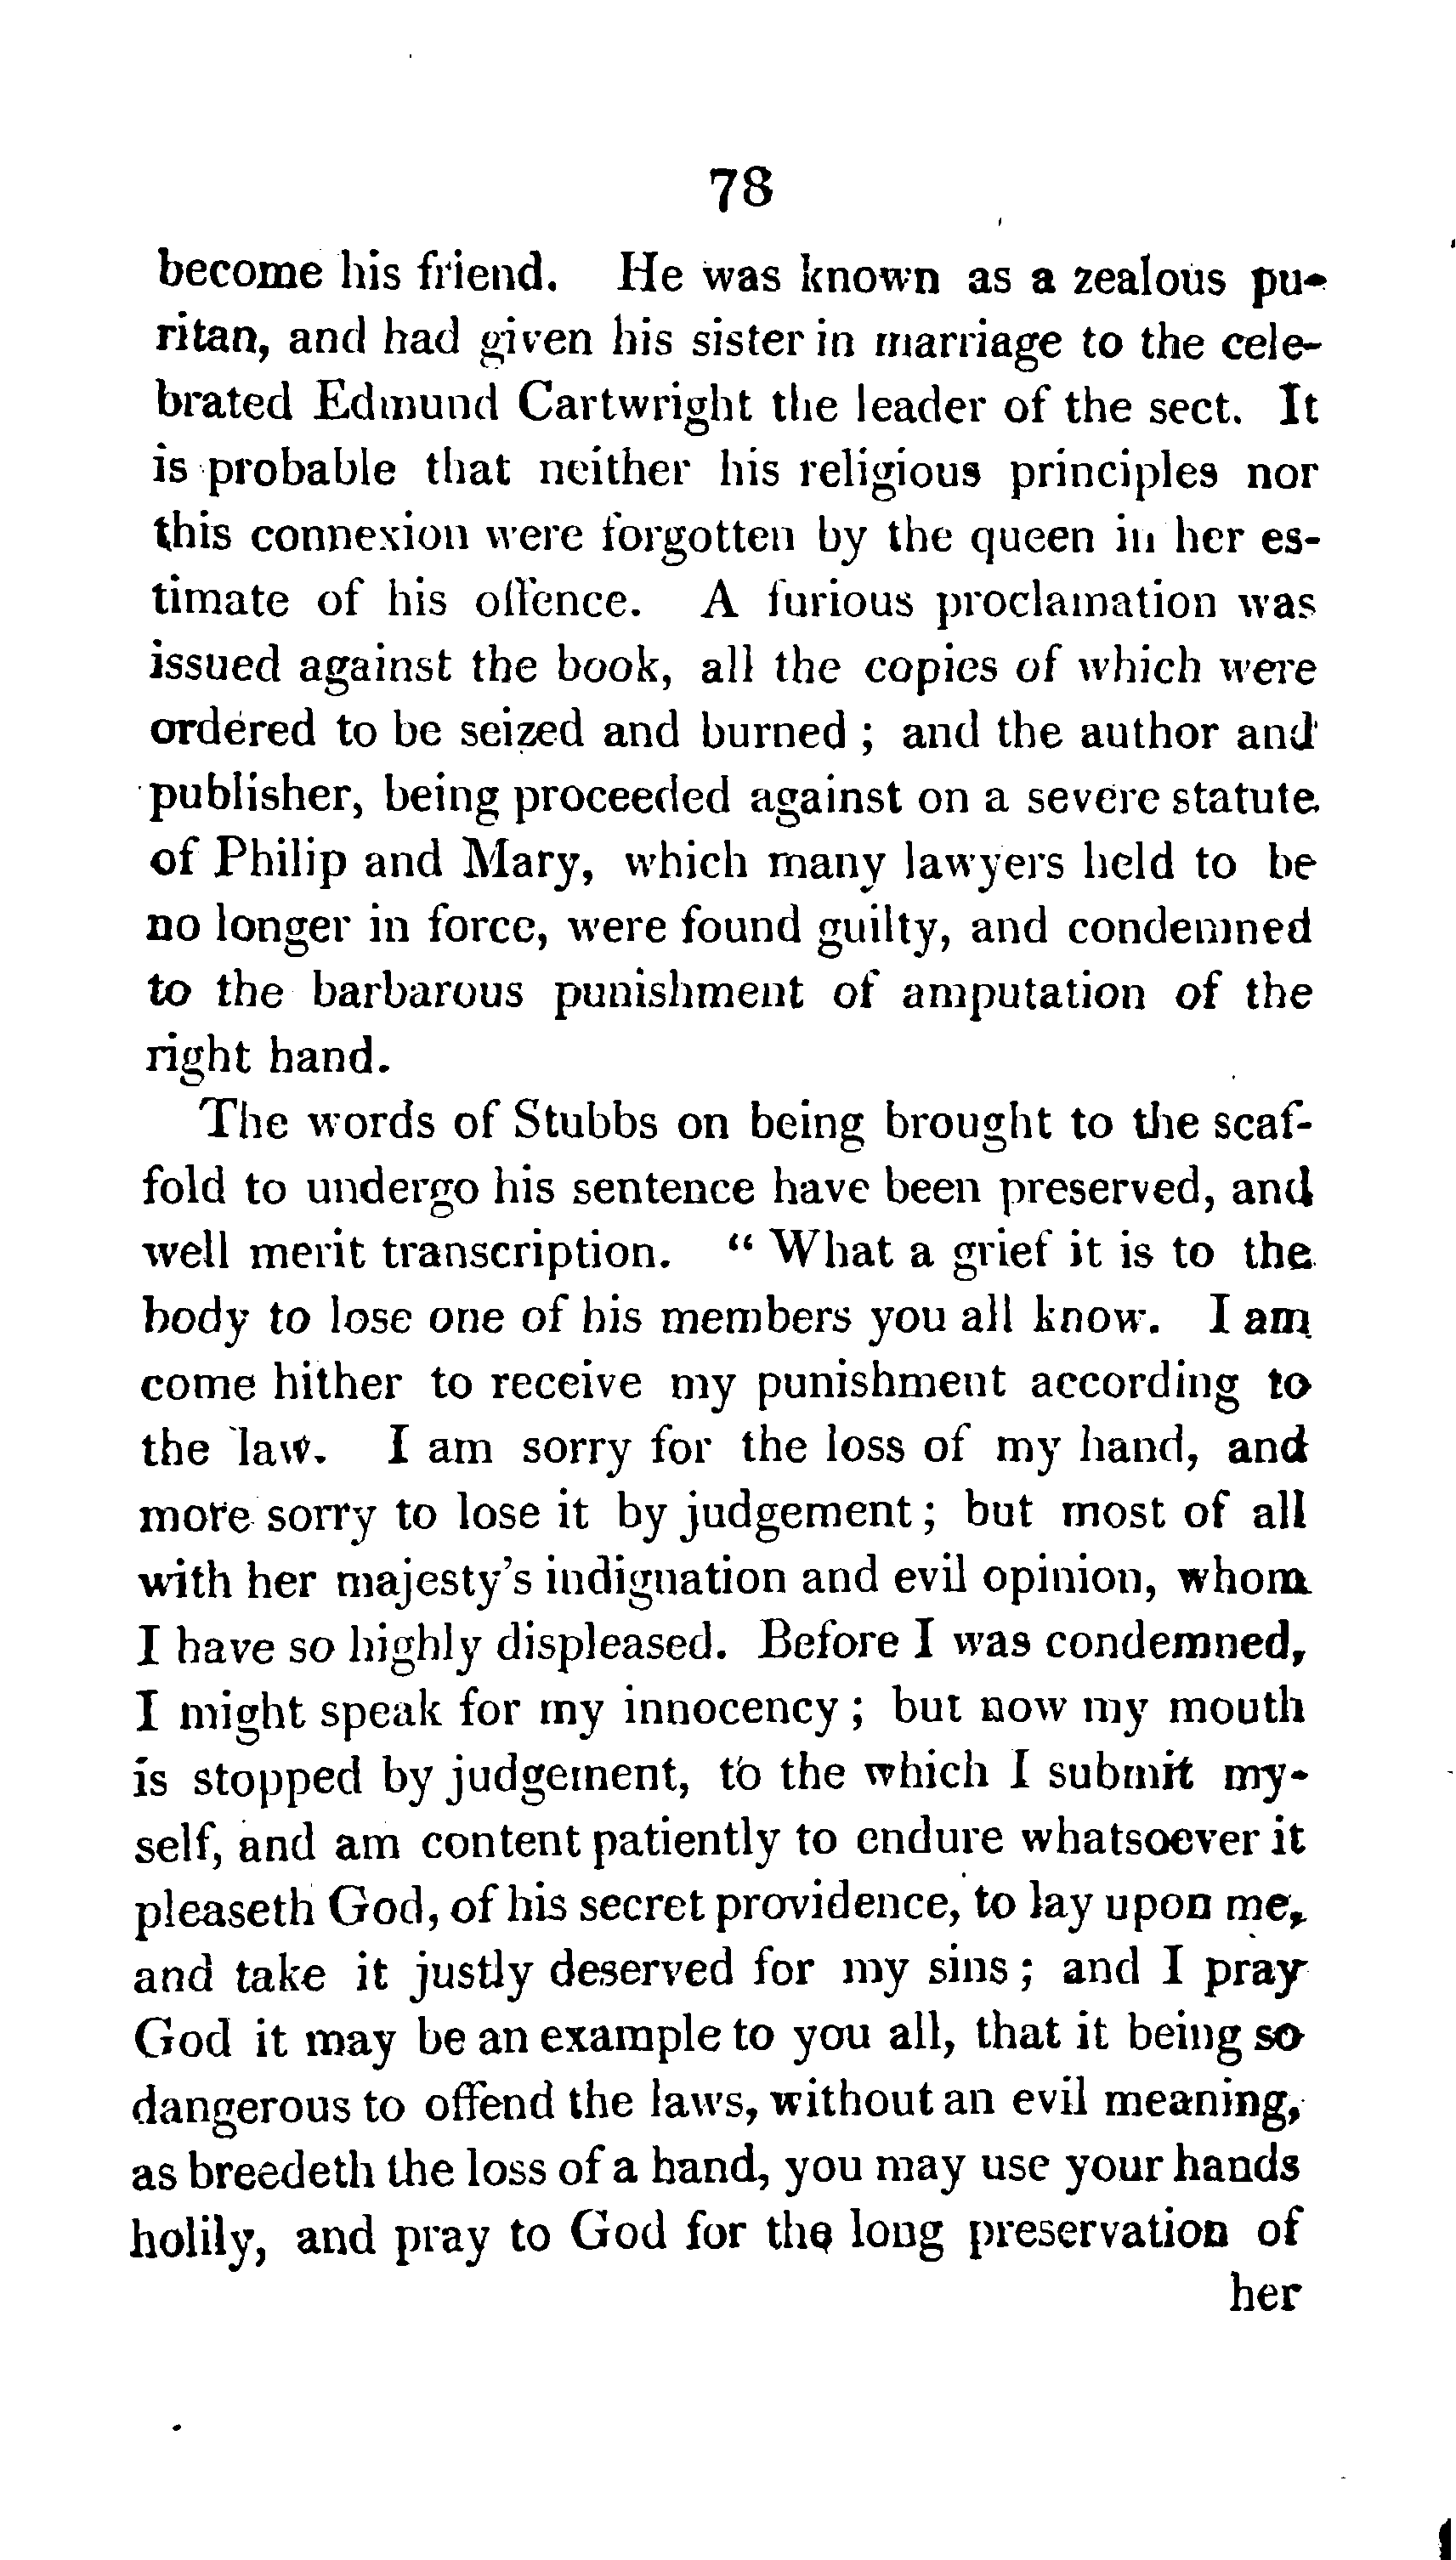 78
become his friend. He was known as a zealous pu-
ritan, and had given his sister in marriage to the cele-
brated Edmund Cartwright the leader of the sect. It
is probable that neither his religious principles nor
this connexion were forgotten by the queen in her es-
timate of his offence. A furious proclamation was
issued against the book, all the copies of which were
ordered to be seized and burned ; and the author and
publisher, being proceeded against on a severe statute
of Philip and Mary, which many lawyers held to be
no longer in force, were found guilty, and condemned
to the barbarous punishment of amputation of the
right hand.
The words of Stubbs on being brought to the scaf-
fold to undergo his sentence have been preserved, and
well merit transcription. “ What a grief it is to the
body to lose one of his members you all know. I am
come hither to receive my punishment according to
the law. I am sorry for the loss of my hand, and
more sorry to lose it by judgement ; but most of all
with her majesty's indignation and evil opinion, whom
I have so highly displeased. Before I was condemned,
I might speak for my innocency ; but now my mouth
is stopped by judgement, to the which I submit my-
self, and am content patiently to endure whatsoever it
pleaseth God, of his secret providence, to lay upon me,
and take it justly deserved for my sins ; and I pray
God it may be an example to you all, that it being so
dangerous to offend the laws, without an evil meaning,
as breedeth the loss of a hand, you may use your hands
holily, and pray to God for the long preservation of
her